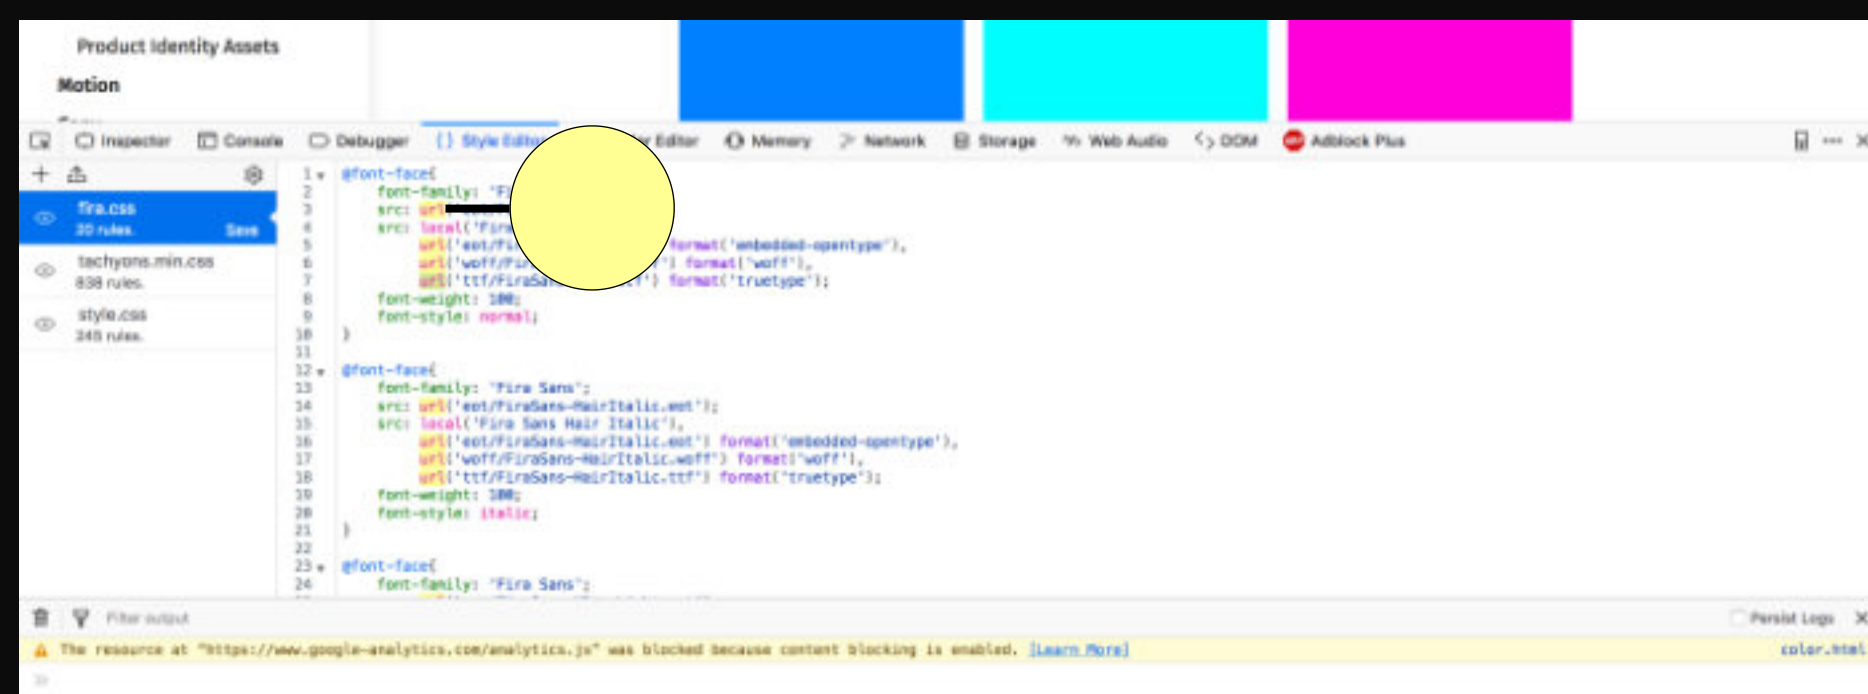 Product Identity Assets
Motion
Inspector Console Debugger {} Style Editor Editor Memory Network Storage Web Audio DOM Adblock Plus
fira.css
20 rules. Save
tachyons.min.css
838 rules.
style.css
245 rules.
1 @font-face{
2 font-family: "Fi
3 src: url
4 src: local('Fira
5 url('eot/Fi format('embedded-opentype'),
6 url('woff/Fir ') format('woff'),
7 url('ttf/FiraSan ') format('truetype');
8 font-weight: 100;
9 font-style: normal;
10 }
11
12 @font-face{
13 font-family: "Fira Sans";
14 src: url('eot/FiraSans-HairItalic.eot');
15 src: local('Fira Sans Hair Italic'),
16 url('eot/FiraSans-HairItalic.eot') format('embedded-opentype'),
17 url('woff/FiraSans-HairItalic.woff') format('woff'),
18 url('ttf/FiraSans-HairItalic.ttf') format('truetype');
19 font-weight: 100;
20 font-style: italic;
21 }
22
23 @font-face{
24 font-family: "Fira Sans";
Filter output Persist Logs
The resource at "https://www.google-analytics.com/analytics.js" was blocked because content blocking is enabled. [Learn More] color.html